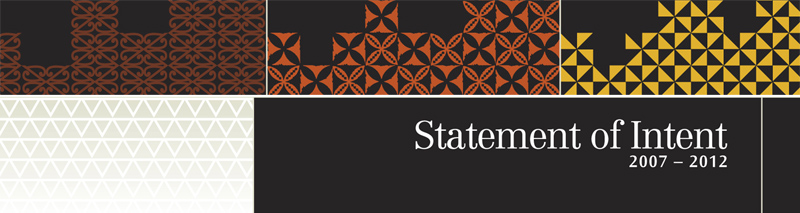 Statement of Intent
2007 – 2012